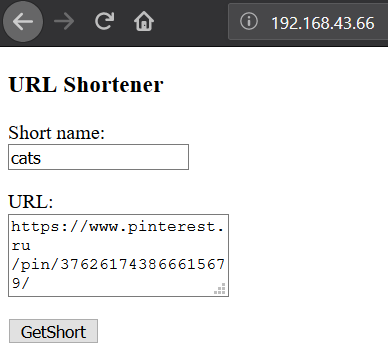 192.168.43.66
URL Shortener
Short name:
cats
URL:
https://www.pinterest.
ru
/pin/37626174386661567
9/
GetShort